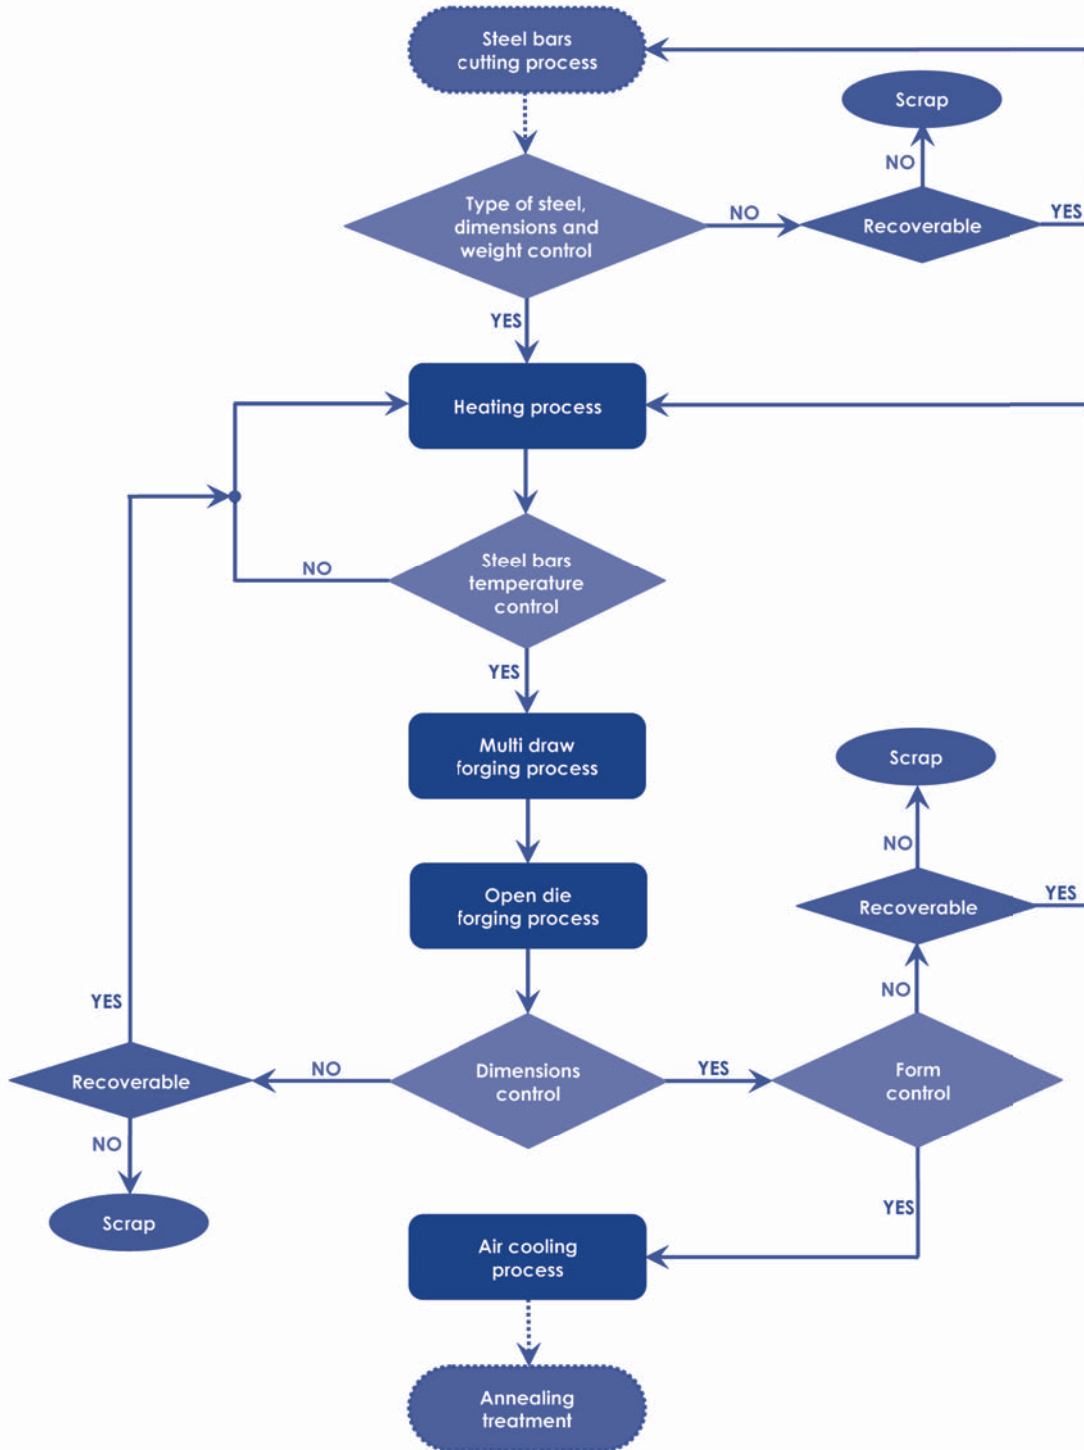 Steel bars
cutting process
Scrap
NO
Type of steel,
dimensions and
weight control
NO
Recoverable
YES
YES
Heating process
Steel bars
temperature
control
NO
YES
Multi draw
forging process
Scrap
NO
Open die
forging process
Recoverable
YES
NO
YES
Recoverable
NO
Dimensions
control
YES
Form
control
NO
Scrap
YES
Air cooling
process
Annealing
treatment